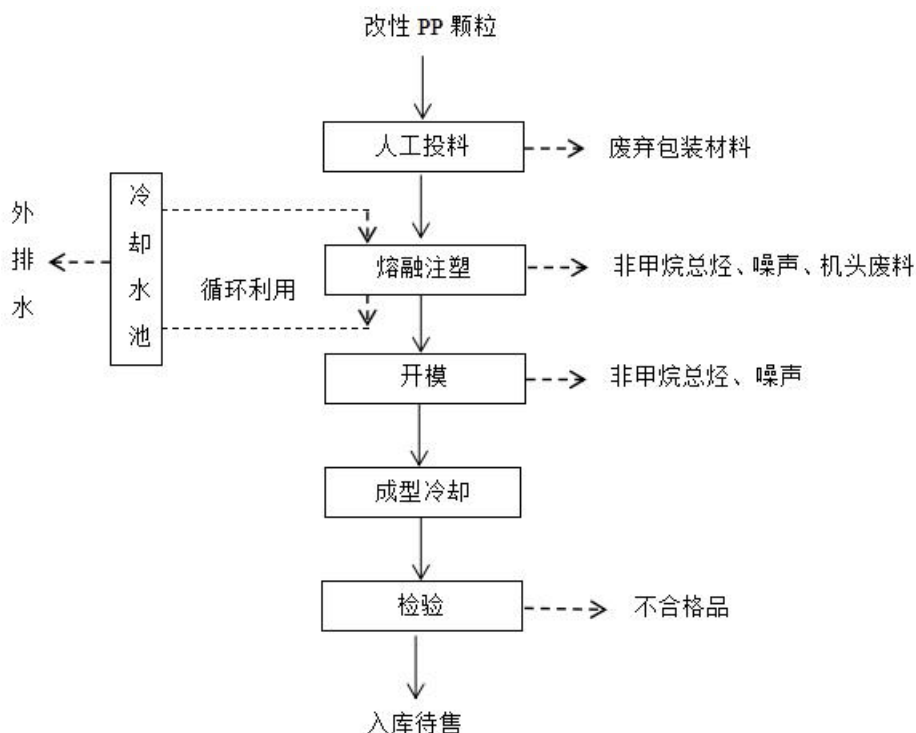 改性 PP 颗粒
人工投料
废弃包装材料
冷却水池
外排水
熔融注塑
非甲烷总烃、噪声、机头废料
循环利用
开模
非甲烷总烃、噪声
成型冷却
检验
不合格品
入库待售